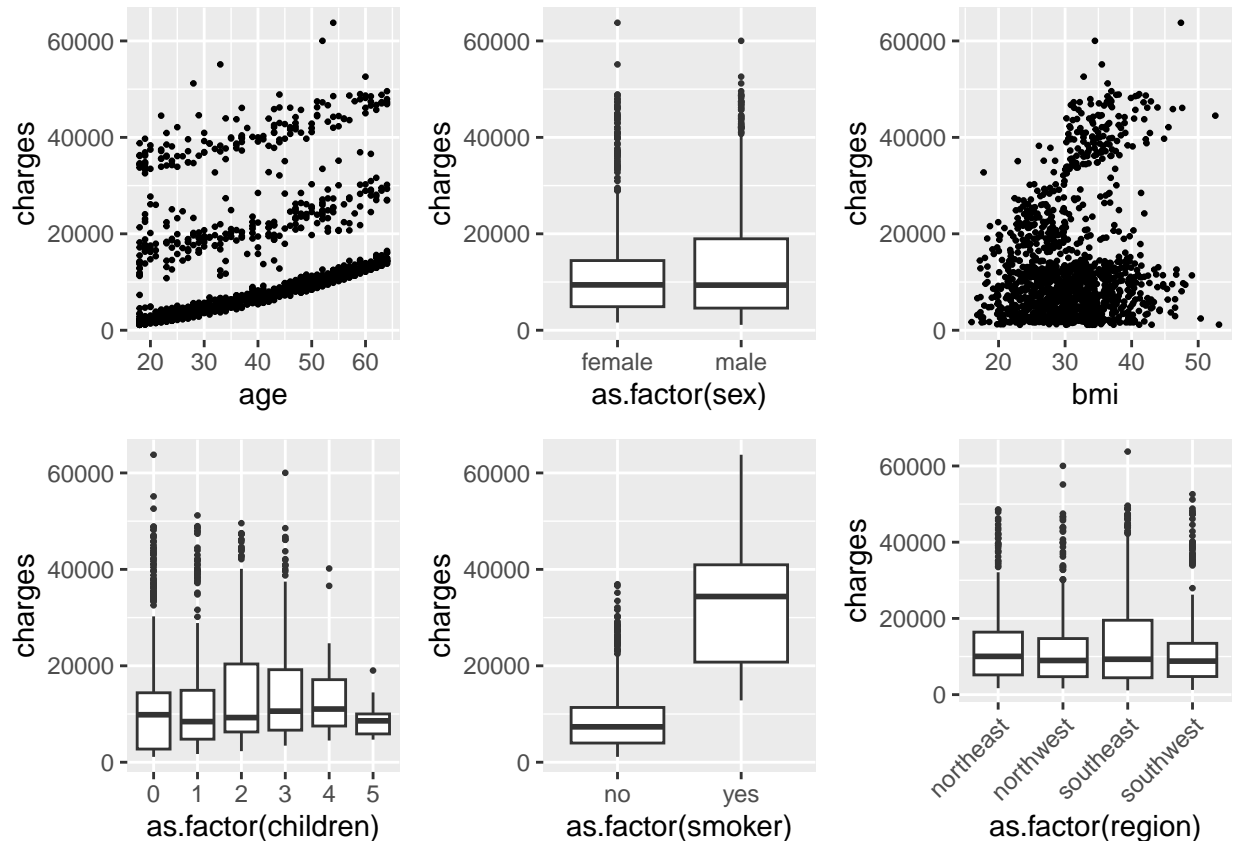 60000
40000
20000
0
charges
20 30 40 50 60
age
60000
40000
20000
0
charges
female male
as.factor(sex)
60000
40000
20000
0
charges
20 30 40 50
bmi
60000
40000
20000
0
charges
0 1 2 3 4 5
as.factor(children)
60000
40000
20000
0
charges
no yes
as.factor(smoker)
60000
40000
20000
0
charges
northeast northwest southeast southwest
as.factor(region)